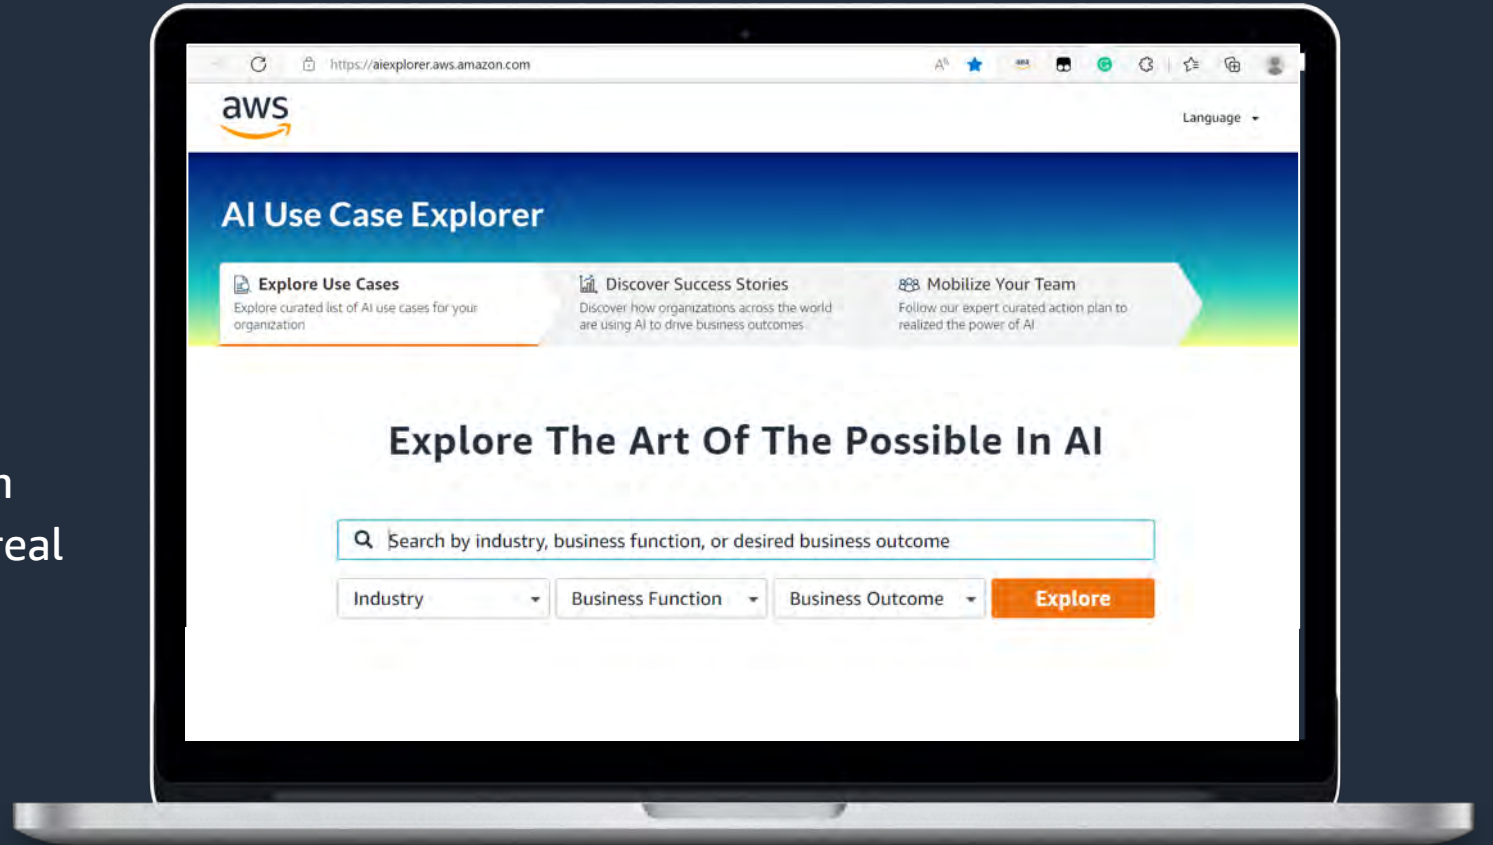 https://aiexplorer.aws.amazon.com
aws
Language
AI Use Case Explorer
Explore Use Cases
Explore curated list of AI use cases for your
organization
Discover Success Stories
Discover how organizations across the world
are using AI to drive business outcomes
Mobilize Your Team
Follow our expert curated action plan to
realized the power of AI
Explore The Art Of The Possible In AI
real
Search by industry, business function, or desired business outcome
Industry
Business Function
Business Outcome
Explore